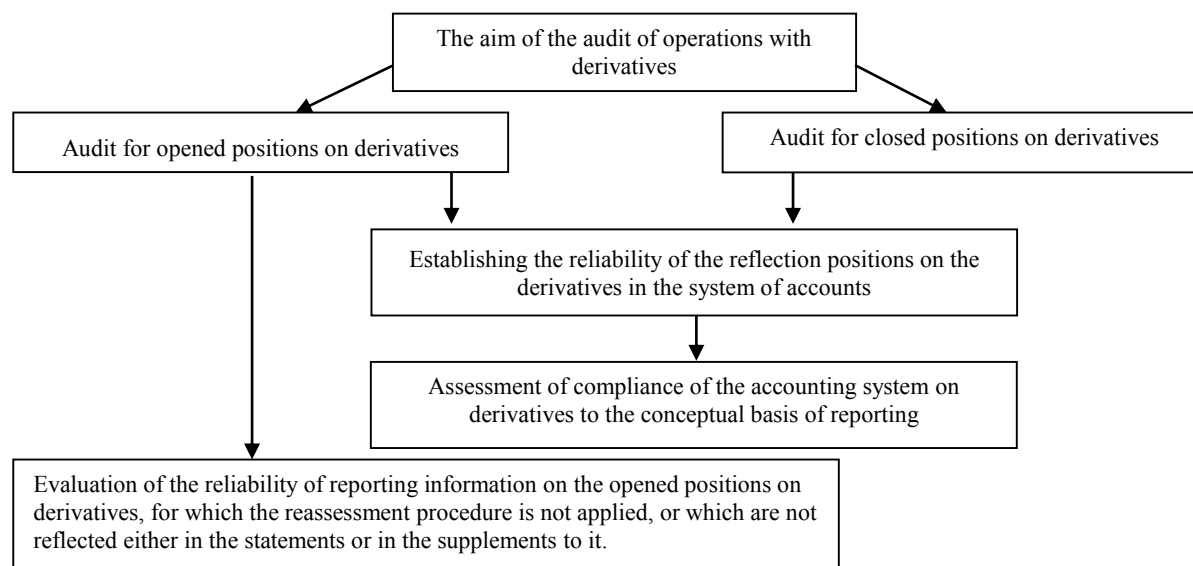 The aim of the audit of operations with
derivatives
Audit for opened positions on derivatives
Audit for closed positions on derivatives
Establishing the reliability of the reflection positions on the
derivatives in the system of accounts
Assessment of compliance of the accounting system on
derivatives to the conceptual basis of reporting
Evaluation of the reliability of reporting information on the opened positions on
derivatives, for which the reassessment procedure is not applied, or which are not
reflected either in the statements or in the supplements to it.